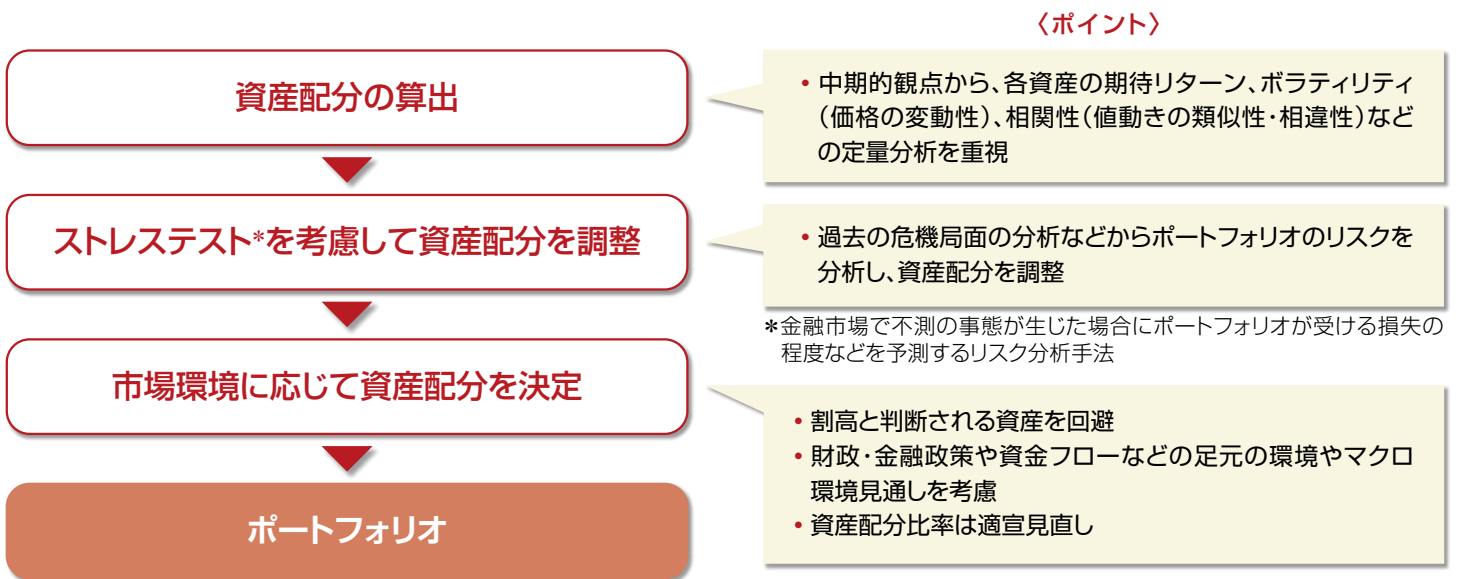 〈ポイント〉
資産配分の算出
• 中期的観点から、各資産の期待リターン、ボラティリティ
（価格の変動性）、相関性（値動きの類似性・相違性）など
の定量分析を重視
ストレステスト*を考慮して資産配分を調整
• 過去の危機局面の分析などからポートフォリオのリスクを
分析し、資産配分を調整
*金融市場で不測の事態が生じた場合にポートフォリオが受ける損失の
程度などを予測するリスク分析手法
市場環境に応じて資産配分を決定
• 割高と判断される資産を回避
• 財政・金融政策や資金フローなどの足元の環境やマクロ
環境見通しを考慮
• 資産配分比率は適宜見直し
ポートフォリオ